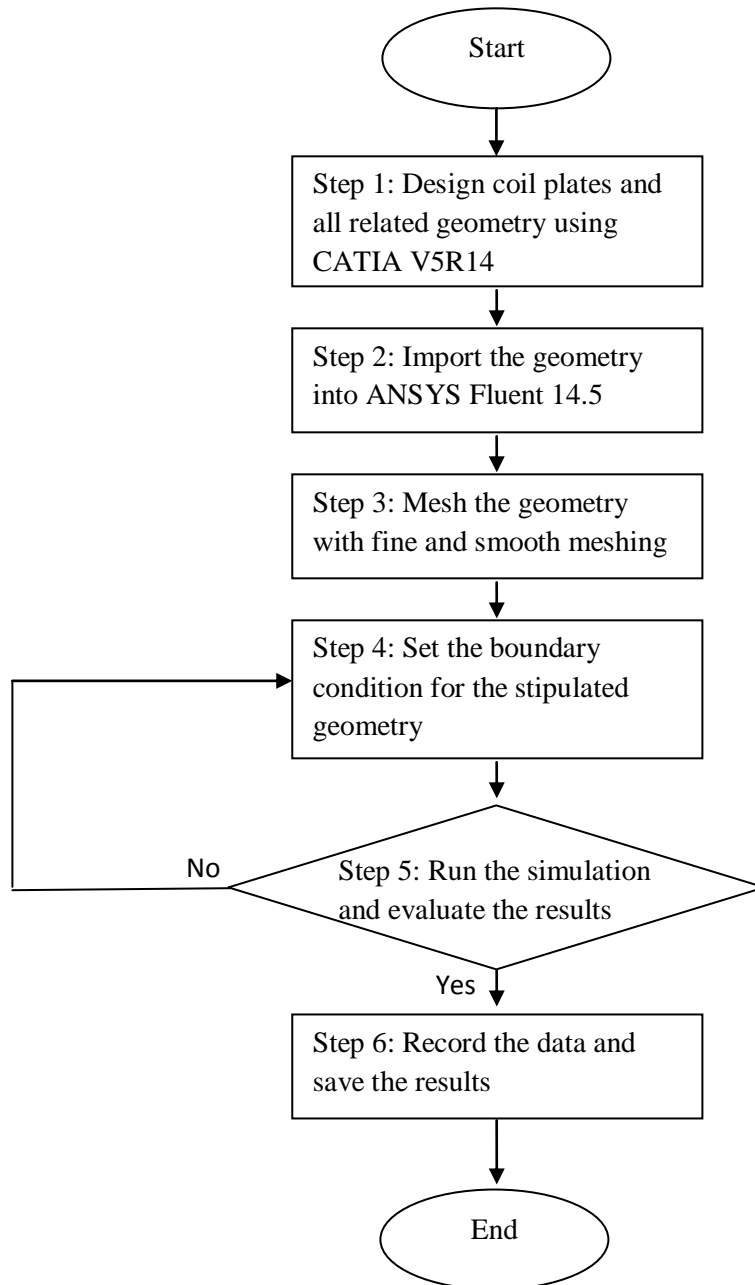 Start
Step 1: Design coil plates and
all related geometry using
CATIA V5R14
Step 2: Import the geometry
into ANSYS Fluent 14.5
Step 3: Mesh the geometry
with fine and smooth meshing
Step 4: Set the boundary
condition for the stipulated
geometry
No
Step 5: Run the simulation
and evaluate the results
Yes
Step 6: Record the data and
save the results
End